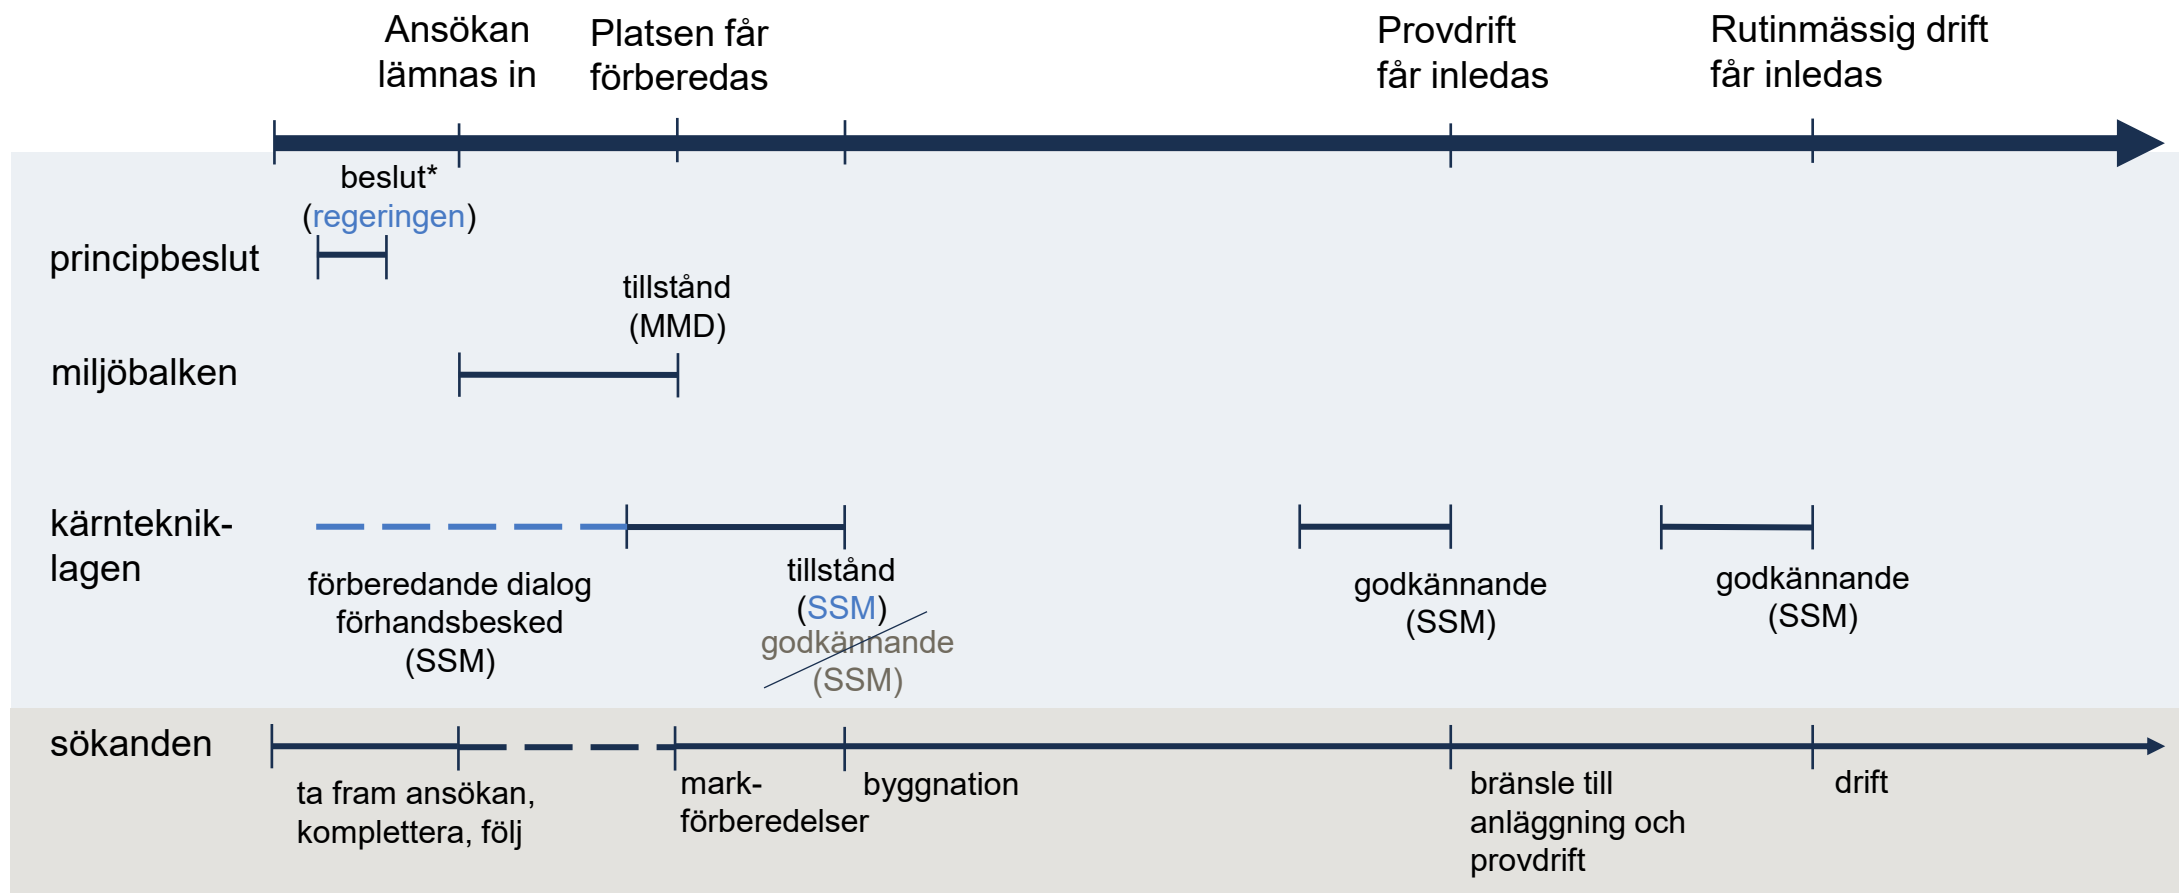 Ansökan
lämnas in
Platsen får
förberedas
Provdrift
får inledas
Rutinmässig drift
får inledas
beslut*
(regeringen)
principbeslut
tillstånd
(MMD)
miljöbalken
kärnteknik-
lagen
förberedande dialog
förhandsbesked
(SSM)
tillstånd
(SSM)
godkännande
(SSM)
godkännande
(SSM)
godkännande
(SSM)
sökanden
ta fram ansökan,
komplettera, följ
mark-
förberedelser
byggnation
bränsle till
anläggning och
provdrift
drift